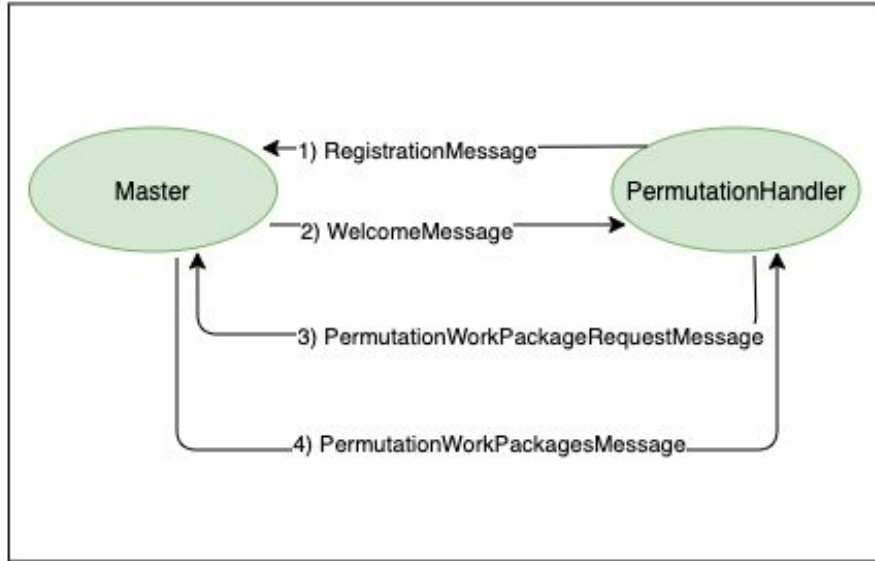 1) RegistrationMessage
Master
PermutationHandler
2) WelcomeMessage
3) PermutationWorkPackageRequestMessage
4) PermutationWorkPackagesMessage